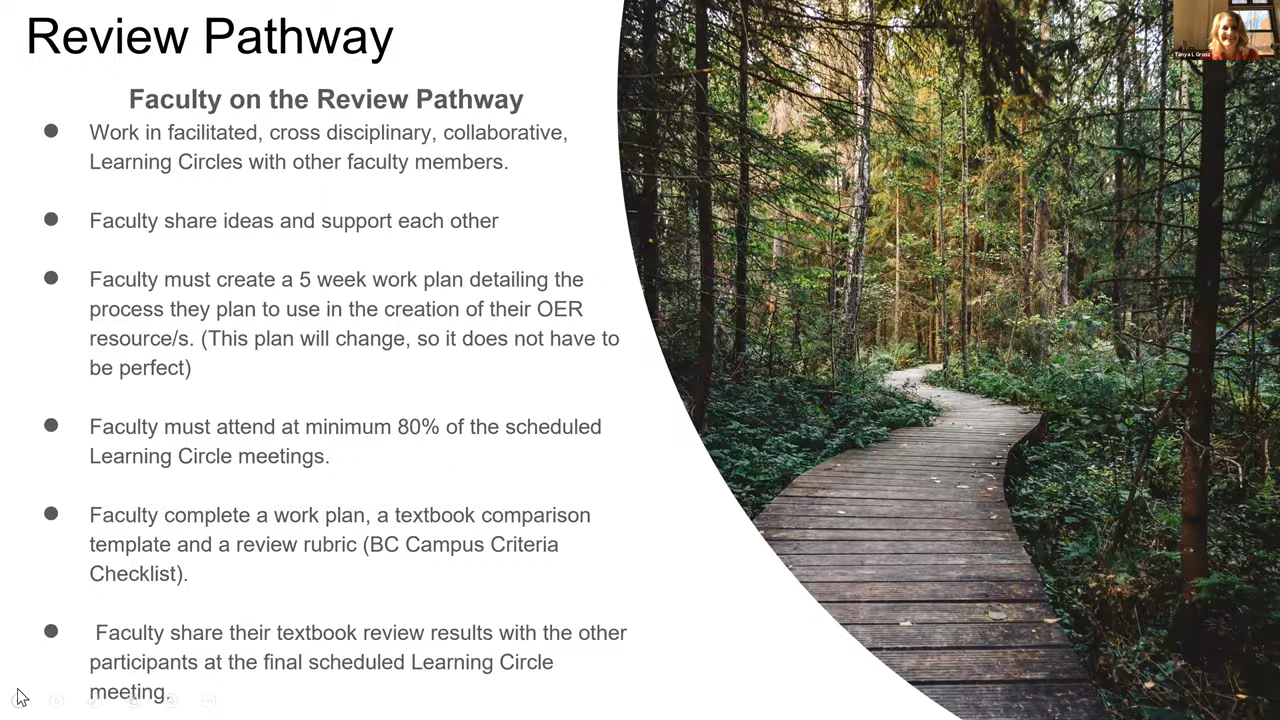 Review Pathway
Tanya L Gross
Faculty on the Review Pathway
● Work in facilitated, cross disciplinary, collaborative,
Learning Circles with other faculty members.
● Faculty share ideas and support each other
● Faculty must create a 5 week work plan detailing the
process they plan to use in the creation of their OER
resource/s. (This plan will change, so it does not have to
be perfect)
● Faculty must attend at minimum 80% of the scheduled
Learning Circle meetings.
● Faculty complete a work plan, a textbook comparison
template and a review rubric (BC Campus Criteria
Checklist).
● Faculty share their textbook review results with the other
participants at the final scheduled Learning Circle
meeting.